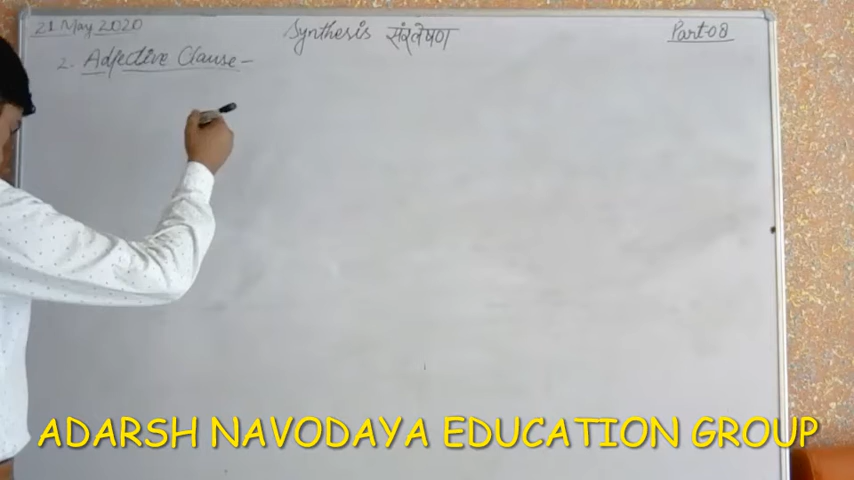 21 May 2020
Synthesis संश्लेषण
Part-08
2. Adjective Clause-
ADARSH NAVODAYA EDUCATION GROUP